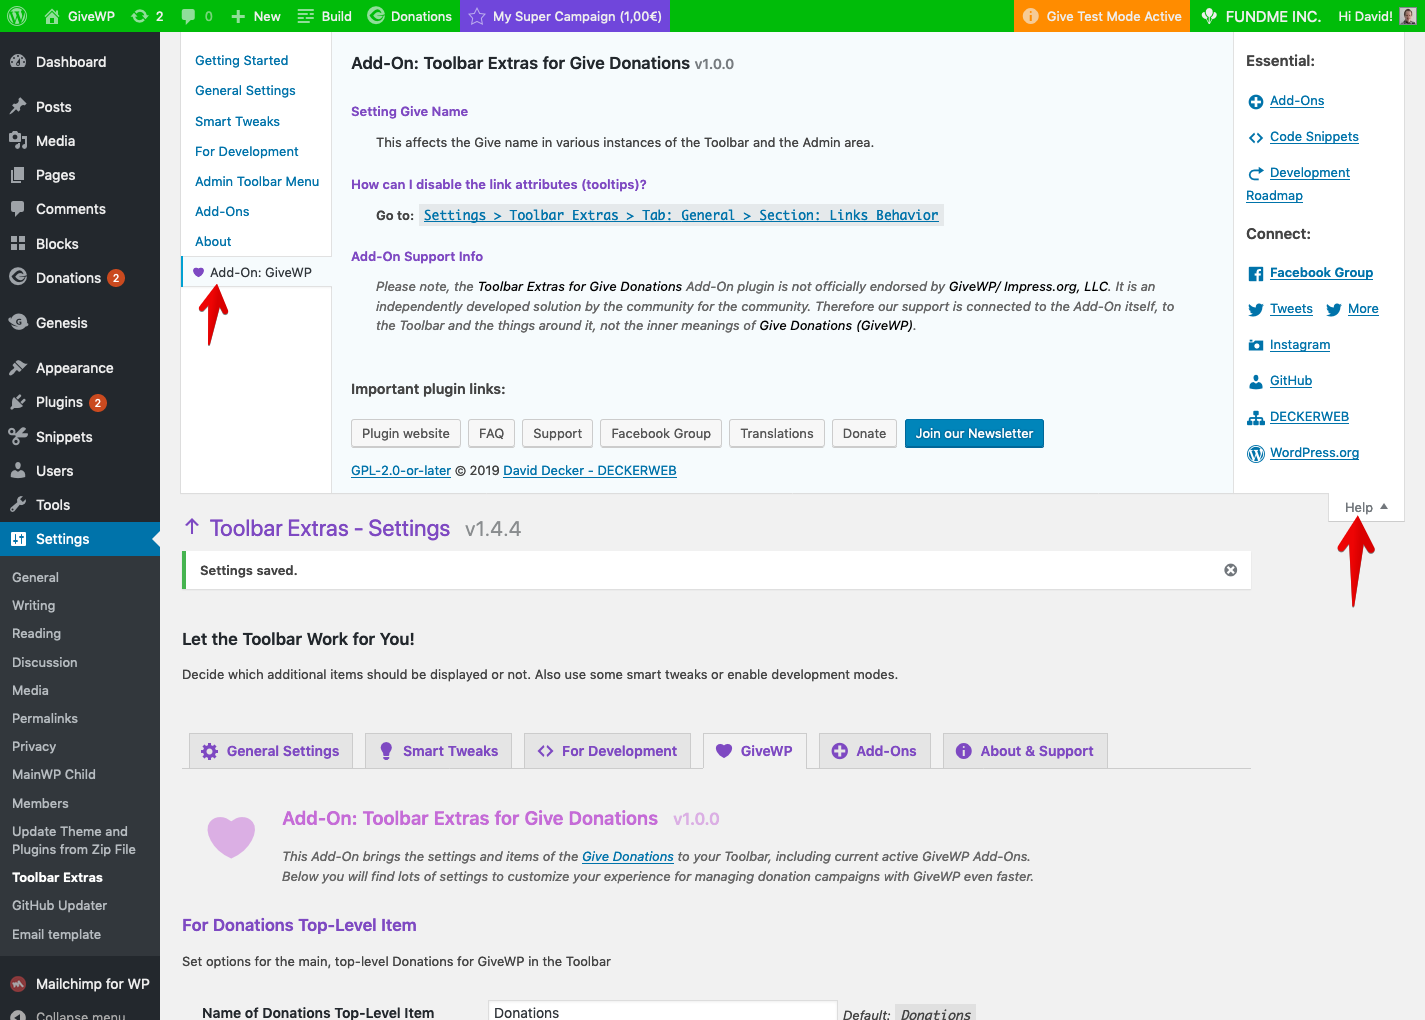 GiveWP 2 0 New Build Donations My Super Campaign (1,00€) Give Test Mode Active FUNDME INC. Hi David!
Dashboard
Posts
Media
Pages
Comments
Blocks
Donations 2
Genesis
Appearance
Plugins 2
Snippets
Users
Tools
Settings
General
Writing
Reading
Discussion
Media
Permalinks
Privacy
MainWP Child
Members
Update Theme and
Plugins from Zip File
Toolbar Extras
GitHub Updater
Email template
Mailchimp for WP
Collapse menu
Getting Started
General Settings
Smart Tweaks
For Development
Admin Toolbar Menu
Add-Ons
About
Add-On: GiveWP
Add-On: Toolbar Extras for Give Donations v1.0.0
Setting Give Name
This affects the Give name in various instances of the Toolbar and the Admin area.
How can I disable the link attributes (tooltips)?
Go to: Settings > Toolbar Extras > Tab: General > Section: Links Behavior
Add-On Support Info
Please note, the Toolbar Extras for Give Donations Add-On plugin is not officially endorsed by GiveWP/ Impress.org, LLC. It is an
independently developed solution by the community for the community. Therefore our support is connected to the Add-On itself, to
the Toolbar and the things around it, not the inner meanings of Give Donations (GiveWP).
Important plugin links:
Plugin website FAQ Support Facebook Group Translations Donate Join our Newsletter
GPL-2.0-or-later © 2019 David Decker - DECKERWEB
Essential:
Add-Ons
Code Snippets
Development
Roadmap
Connect:
Facebook Group
Tweets More
Instagram
GitHub
DECKERWEB
WordPress.org
Help
Toolbar Extras - Settings v1.4.4
Settings saved.
Let the Toolbar Work for You!
Decide which additional items should be displayed or not. Also use some smart tweaks or enable development modes.
General Settings Smart Tweaks For Development GiveWP Add-Ons About & Support
Add-On: Toolbar Extras for Give Donations v1.0.0
This Add-On brings the settings and items of the Give Donations to your Toolbar, including current active GiveWP Add-Ons.
Below you will find lots of settings to customize your experience for managing donation campaigns with GiveWP even faster.
For Donations Top-Level Item
Set options for the main, top-level Donations for GiveWP in the Toolbar
Name of Donations Top-Level Item Donations Default: Donations